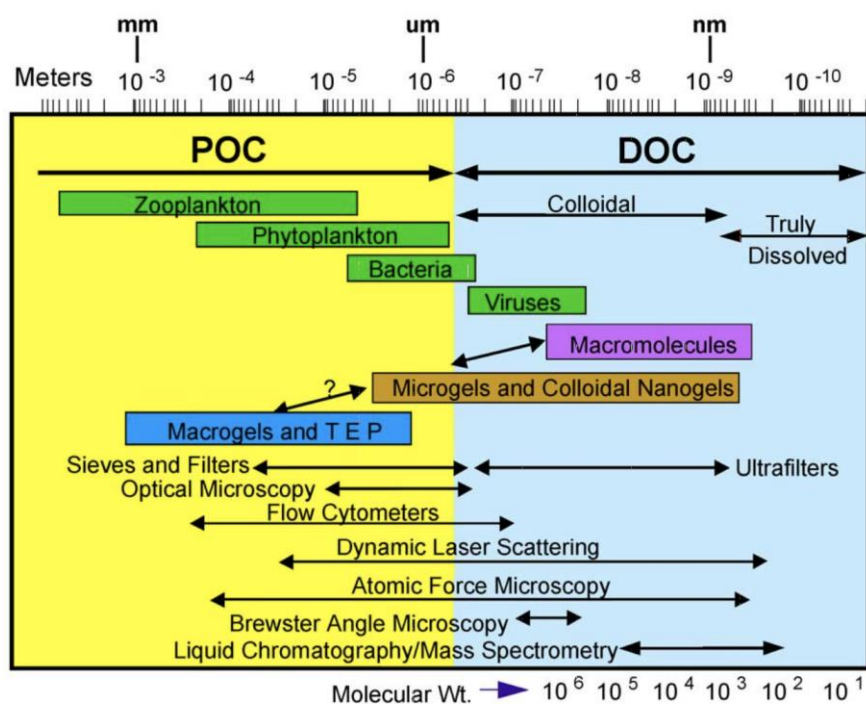 mm um nm
Meters 10 -3 10 -4 10 -5 10 -6 10 -7 10 -8 10 -9 10 -10
POC DOC
Zooplankton Colloidal
Phytoplankton Truly
Dissolved
Bacteria
Viruses
Macromolecules
? Microgels and Colloidal Nanogels
Macrogels and T E P
Sieves and Filters Ultrafilters
Optical Microscopy
Flow Cytometers
Dynamic Laser Scattering
Atomic Force Microscopy
Brewster Angle Microscopy
Liquid Chromatography/Mass Spectrometry
Molecular Wt. 10 6 10 5 10 4 10 3 10 2 10 1